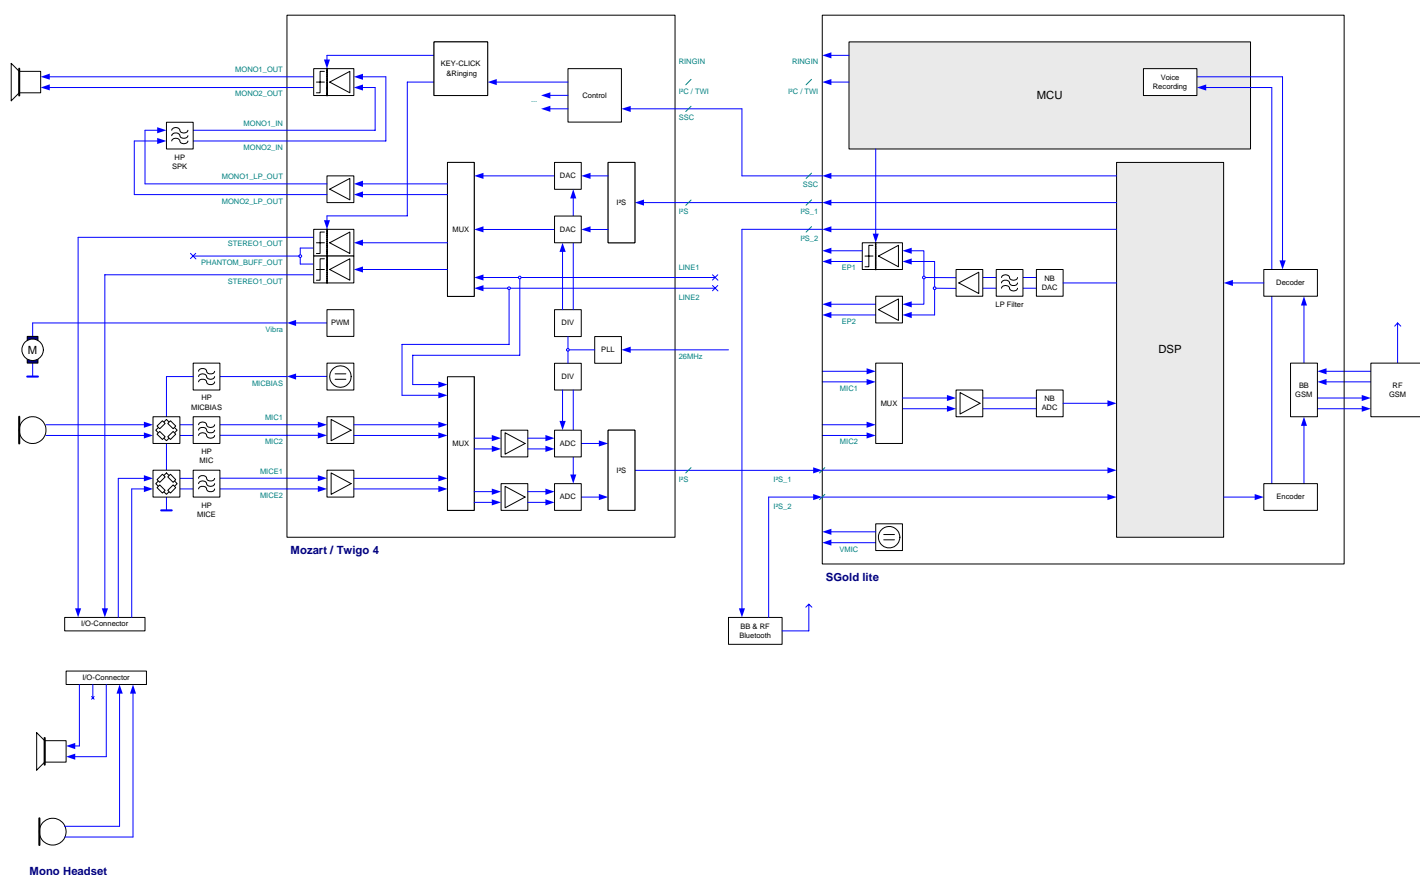 KEY-CLICK
&Ringing
Control
...
MONO1_OUT
MONO2_OUT
MONO1_IN
MONO2_IN
HP
SPK
MONO1_LP_OUT
MONO2_LP_OUT
STEREO1_OUT
PHANTOM_BUFF_OUT
STEREO1_OUT
Vibra
M
PWM
MICBIAS
HP
MICBIAS
MIC1
MIC2
HP
MIC
MICE1
MICE2
HP
MICE
MUX
DAC
DAC
I²S
DIV
PLL
DIV
MUX
ADC
ADC
I²S
Mozart / Twigo 4
RINGIN
I²C / TWI
SSC
I²S
LINE1
LINE2
26MHz
I²S
RINGIN
I²C / TWI
SSC
I²S_1
I²S_2
EP1
EP2
MIC1
MIC2
I²S_1
I²S_2
VMIC
MCU
Voice
Recording
DSP
LP Filter
NB
DAC
MUX
NB
ADC
Decoder
BB
GSM
RF
GSM
Encoder
SGold lite
BB & RF
Bluetooth
I/O-Connector
I/O-Connector
Mono Headset